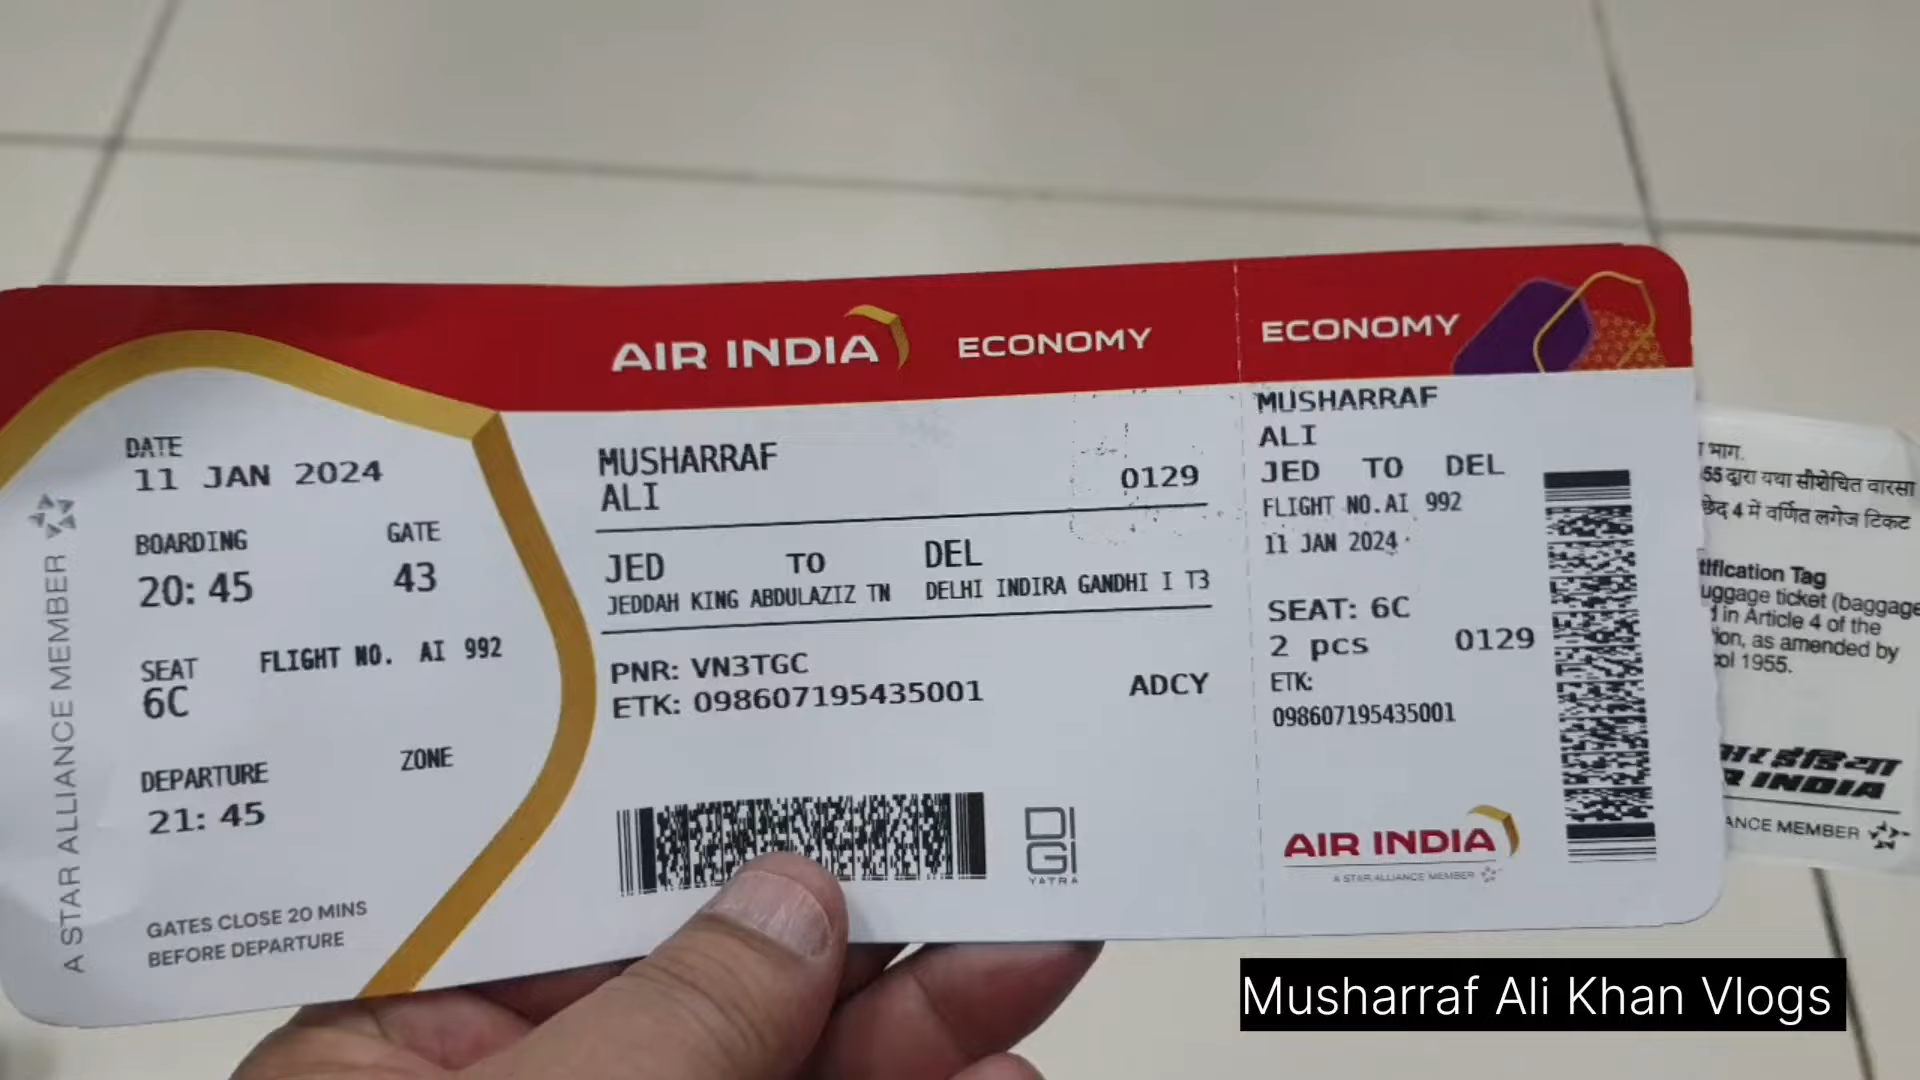 AIR INDIA ECONOMY
DATE
11 JAN 2024
BOARDING GATE
20:45 43
SEAT FLIGHT NO. AI 992
6C
DEPARTURE ZONE
21:45
GATES CLOSE 20 MINS
BEFORE DEPARTURE
A STAR ALLIANCE MEMBER
MUSHARRAF
ALI 0129
JED TO DEL
JEDDAH KING ABDULAZIZ TN DELHI INDIRA GANDHI I T3
PNR: VN3TGC
ETK: 098607195435001 ADCY
DIGI
YATRA
ECONOMY
MUSHARRAF
ALI
JED TO DEL
FLIGHT NO.AI 992
11 JAN 2024
SEAT: 6C
2 pcs 0129
ETK:
098607195435001
AIR INDIA
A STAR ALLIANCE MEMBER
भाग.
55 द्वारा यथा सीशेधित वारसा
4 में वर्णित लगेज टिकट
Tag
ticket (baggage
in Article 4 of the
as amended by
1955.
इंडिया
INDIA
MEMBER
Musharraf Ali Khan Vlogs